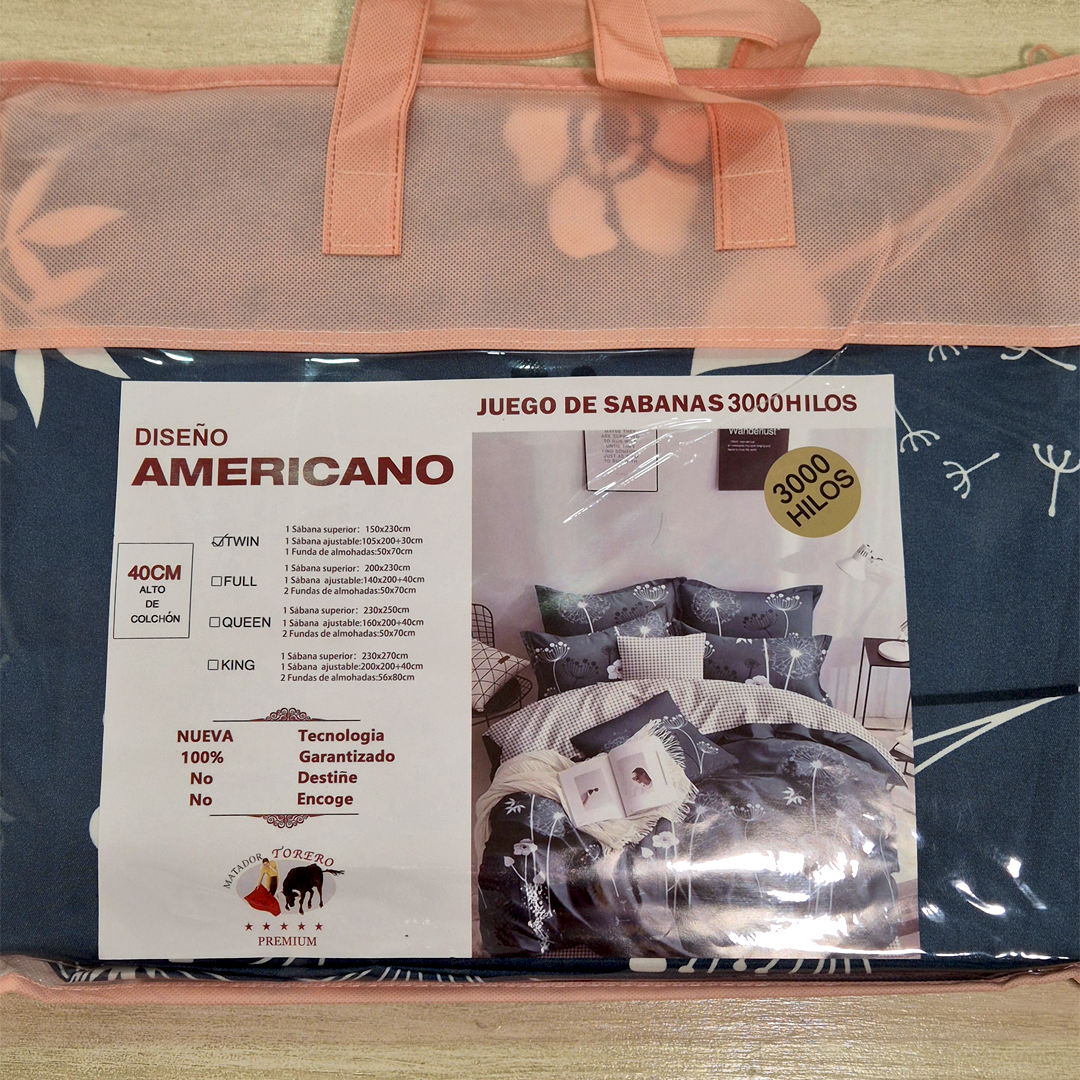 JUEGO DE SABANAS 3000HILOS
DISEÑO
AMERICANO
Wanderlust
3000
HILOS
40CM
ALTO
DE
COLCHÓN
TWIN
1 Sábana superior: 150x230cm
1 Sábana ajustable:105x200+30cm
1 Funda de almohadas:50x70cm
FULL
1 Sábana superior: 200x230cm
1 Sábana ajustable:140x200+40cm
2 Fundas de almohadas:50x70cm
QUEEN
1 Sábana superior: 230x250cm
1 Sábana ajustable:160x200+40cm
2 Fundas de almohadas:50x70cm
KING
1 Sábana superior: 230x270cm
1 Sábana ajustable:200x200+40cm
2 Fundas de almohadas:56x80cm
NUEVA Tecnologia
100% Garantizado
No Destiñe
No Encoge
MATADOR TORERO
PREMIUM